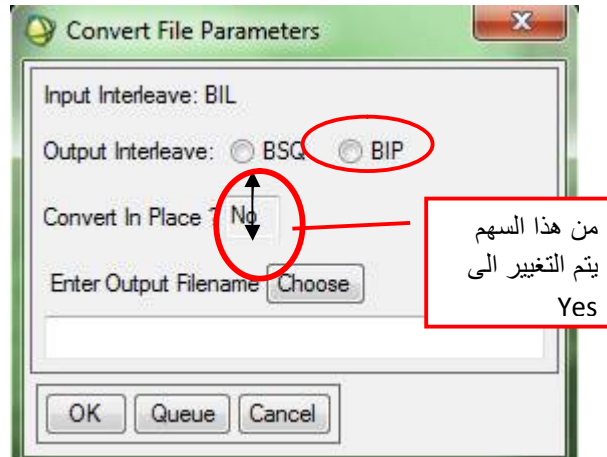 Convert File Parameters
Input Interleave: BIL
Output Interleave: BSQ BIP
Convert In Place ? No
Enter Output Filename Choose
من هذا السهم
يتم التغيير الى
Yes
OK Queue Cancel